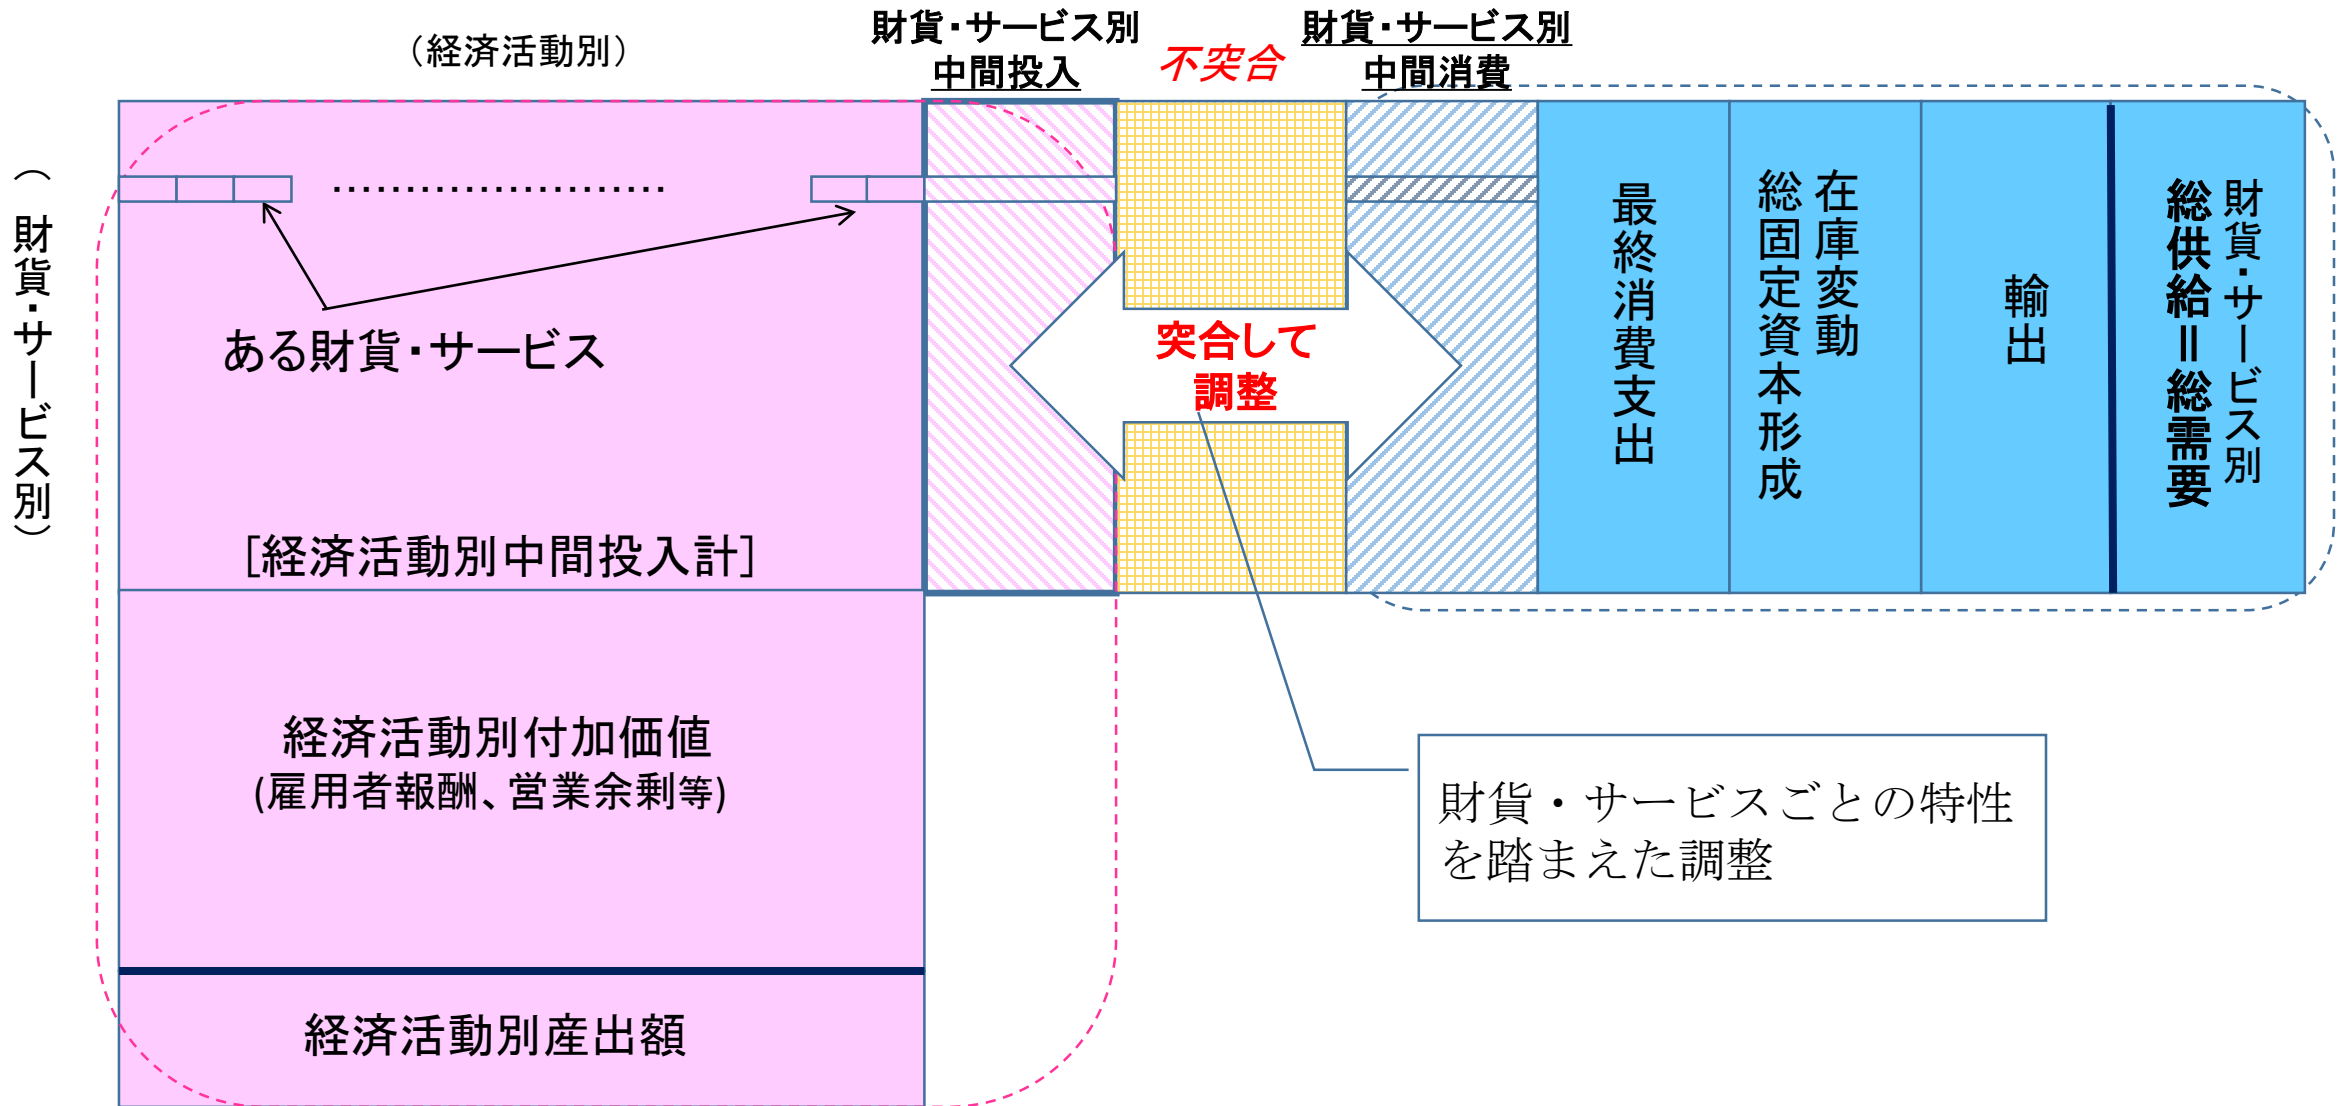 （経済活動別）
財貨・サービス別
中間投入
不突合
財貨・サービス別
中間消費
（財貨・サービス別）
‥‥‥‥‥‥‥‥
ある財貨・サービス
［経済活動別中間投入計］
突合して
調整
最終消費支出
在庫変動
総固定資本形成
輸出
財貨・サービス別
総供給＝総需要
経済活動別付加価値
(雇用者報酬、営業余剰等)
財貨・サービスごとの特性
を踏まえた調整
経済活動別産出額